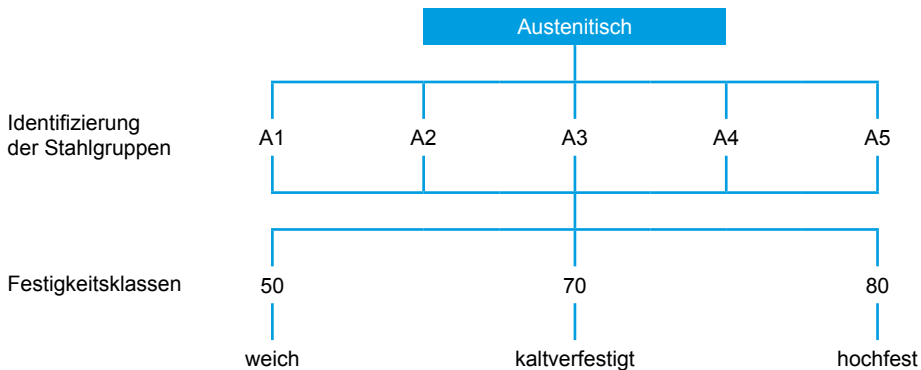 Austenitisch
Identifizierung
der Stahlgruppen
A1 A2 A3 A4 A5
Festigkeitsklassen 50 70 80
weich kaltverfestigt hochfest